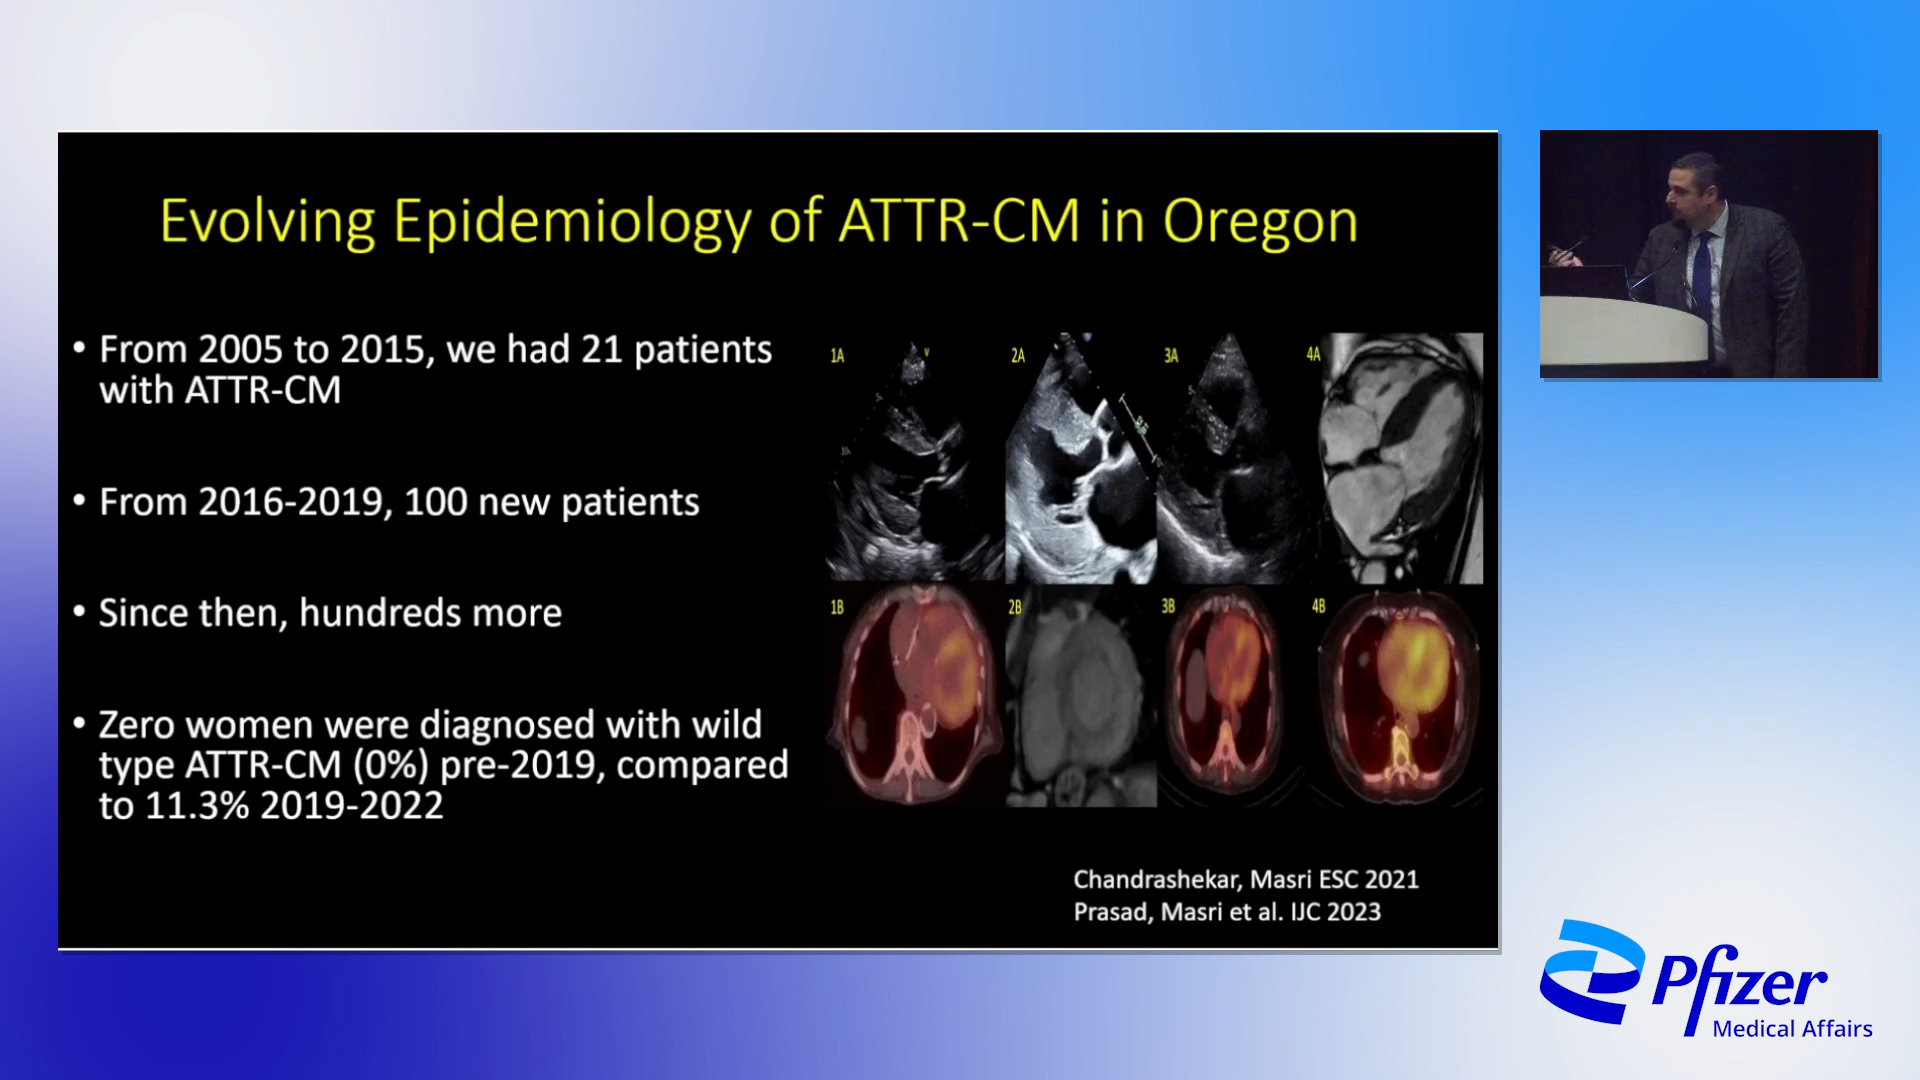 Evolving Epidemiology of ATTR-CM in Oregon
• From 2005 to 2015, we had 21 patients
with ATTR-CM
• From 2016-2019, 100 new patients
• Since then, hundreds more
• Zero women were diagnosed with wild
type ATTR-CM (0%) pre-2019, compared
to 11.3% 2019-2022
1A
V
2A
3A
4A
1B
2B
3B
4B
Chandrashekar, Masri ESC 2021
Prasad, Masri et al. IJC 2023
Pfizer
Medical Affairs